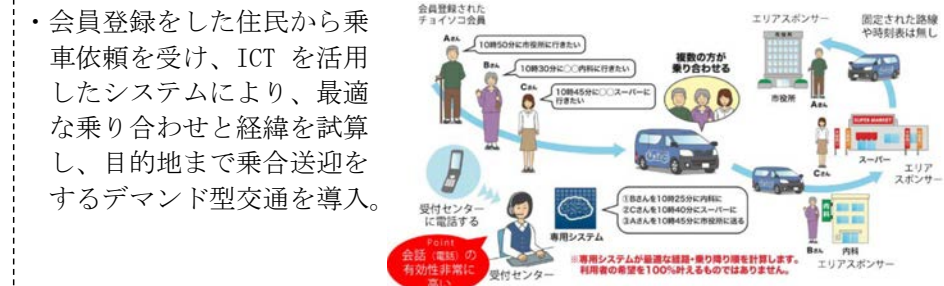 ・会員登録をした住民から乗
車依頼を受け、ICT を活用
したシステムにより、最適
な乗り合わせと経緯を試算
し、目的地まで乗合送迎を
するデマンド型交通を導入。
会員登録された
チョイソコ会員
Aさん
10時50分に市役所に行きたい
Bさん
10時30分に〇〇内科に行きたい
Cさん
10時45分に〇〇スーパーに
行きたい
複数の方が
乗り合わせる
エリアスポンサー
固定された路線
や時刻表は無し
市役所
Aさん
SUPER MARKET
スーパー
Cさん
エリア
スポンサー
受付センター
に電話する
専用システム
①Bさんを10時25分に内科に
②Cさんを10時40分にスーパーに
③Aさんを10時45分に市役所に送る
内科
Bさん
内科
エリアスポンサー
Point
会話（電話）の
有効性非常に
高い
受付センター
※専用システムが最適な経路・乗り降り順を計算します。
利用者の希望を100%叶えるものではありません。